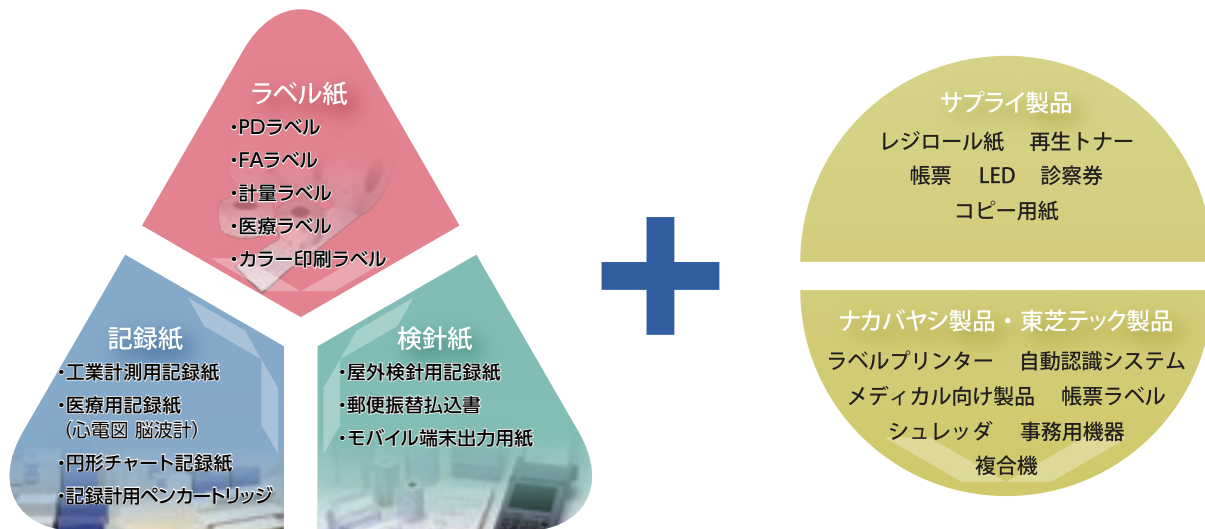 ラベル紙
・PDラベル
・FAラベル
・計量ラベル
・医療ラベル
・カラー印刷ラベル
記録紙
・工業計測用記録紙
・医療用記録紙
（心電図 脳波計）
・円形チャート記録紙
・記録計用ペンカートリッジ
検針紙
・屋外検針用記録紙
・郵便振替払込書
・モバイル端末出力用紙
サプライ製品
レジロール紙 再生トナー
帳票 LED 診察券
コピー用紙
ナカバヤシ製品・東芝テック製品
ラベルプリンター 自動認識システム
メディカル向け製品 帳票ラベル
シュレッダ 事務用機器
複合機